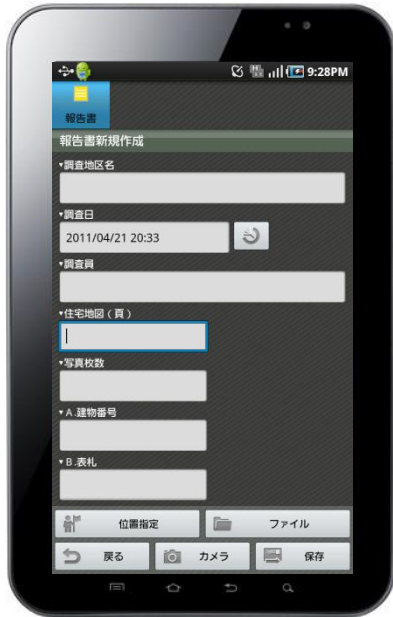 9:28PM
報告書
報告書新規作成
▾調査地区名
▾調査日
2011/04/21 20:33
▾調査員
▾住宅地図(頁)
▾写真枚数
▾A.建物番号
▾B.表札
位置指定
ファイル
戻る
カメラ
保存